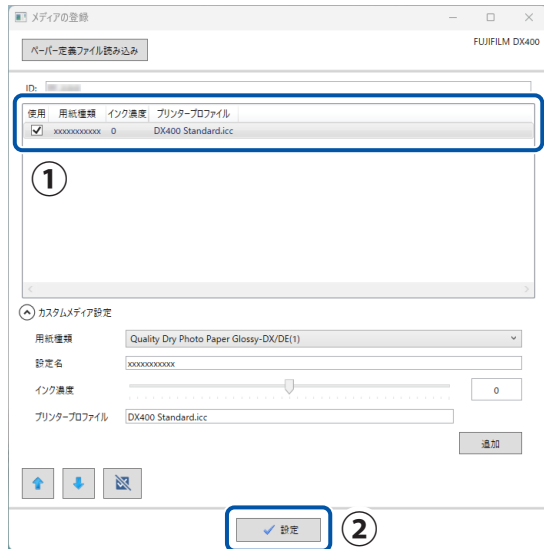 メディアの登録
ペーパー定義ファイル読み込み
FUJIFILM DX400
ID:
使用 用紙種類 インク濃度 プリンタープロファイル
xxxxxxxxxxx 0 DX400 Standard.icc
①
カスタムメディア設定
用紙種類 Quality Dry Photo Paper Glossy-DX/DE(1)
設定名 xxxxxxxxxxx
インク濃度 0
プリンタープロファイル DX400 Standard.icc
追加
設定 ②